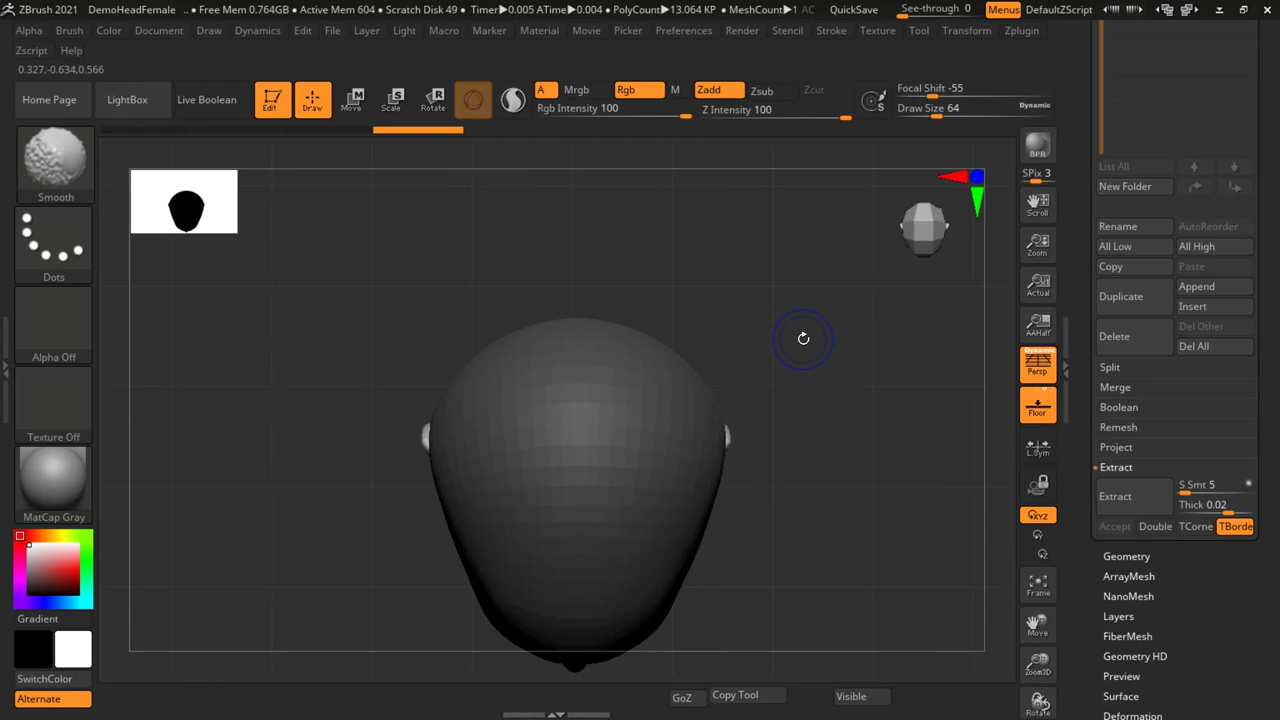 ZBrush 2021 DemoHeadFemale .. • Free Mem 0.764GB • Active Mem 604 • Scratch Disk 49 • Timer▶0.005 ATime▶0.004 • PolyCount▶13.064 KP • MeshCount▶1 AC QuickSave See-through 0 Menus DefaultZScript
Alpha Brush Color Document Draw Dynamics Edit File Layer Light Macro Marker Material Movie Picker Preferences Render Stencil Stroke Texture Tool Transform Zplugin
Zscript Help
0.327,-0.634,0.566
Home Page LightBox Live Boolean Edit Draw Move Scale Rotate A Mrgb Rgb M Zadd Zsub Zcut Focal Shift -55
Rgb Intensity 100 Z Intensity 100 Draw Size 64 Dynamic
M
S
R
S
Smooth
Dots
Alpha Off
Texture Off
MatCap Gray
Gradient
SwitchColor
Alternate
BPR
SPix 3
Scroll
Zoom
Actual
AAHalf
Dynamic
Persp
Floor
L.Sym
XYZ
Y
Z
Frame
Move
Zoom3D
Rotate
List All
New Folder
Rename AutoReorder
All Low All High
Copy Paste
Duplicate Append
Insert
Delete Del Other
Del All
Split
Merge
Boolean
Remesh
Project
Extract
Extract S Smt 5
Thick 0.02
Accept Double TCorne TBorde
Geometry
ArrayMesh
NanoMesh
Layers
FiberMesh
Geometry HD
Preview
Surface
Deformation
GoZ Copy Tool Visible